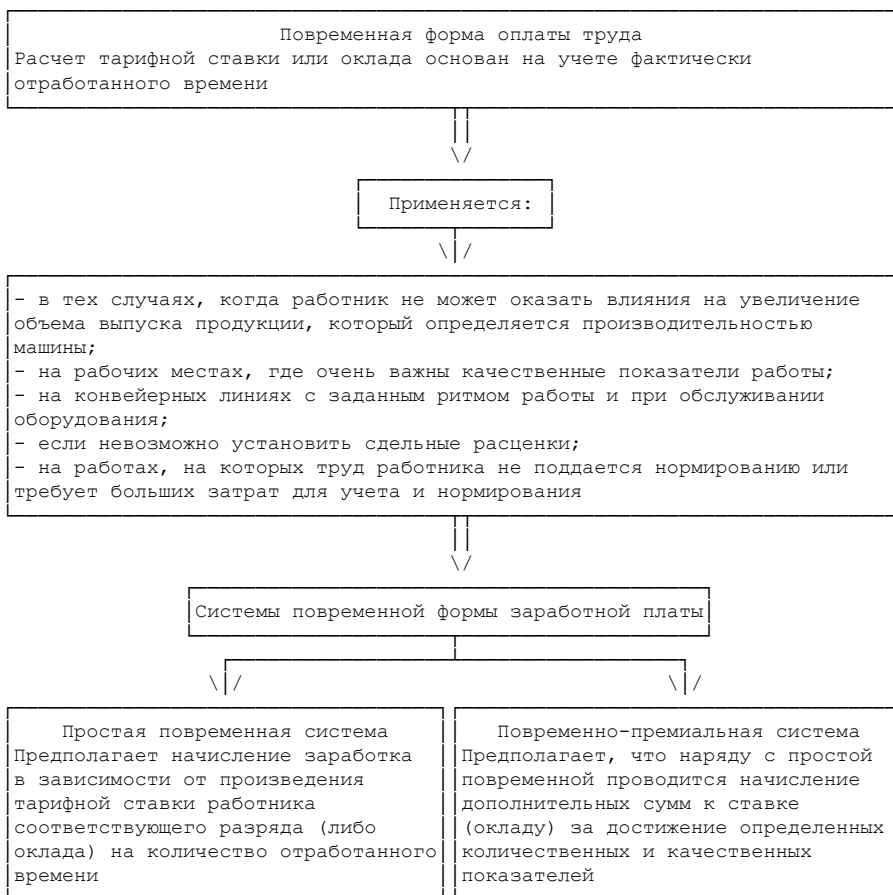 Повременная форма оплаты труда
Расчет тарифной ставки или оклада основан на учете фактически
отработанного времени
Применяется:
- в тех случаях, когда работник не может оказать влияния на увеличение
объема выпуска продукции, который определяется производительностью
машины;
- на рабочих местах, где очень важны качественные показатели работы;
- на конвейерных линиях с заданным ритмом работы и при обслуживании
оборудования;
- если невозможно установить сдельные расценки;
- на работах, на которых труд работника не поддается нормированию или
требует больших затрат для учета и нормирования
Системы повременной формы заработной платы
Простая повременная система
Предполагает начисление заработка
в зависимости от произведения
тарифной ставки работника
соответствующего разряда (либо
оклада) на количество отработанного
времени
Повременно-премиальная система
Предполагает, что наряду с простой
повременной проводится начисление
дополнительных сумм к ставке
(окладу) за достижение определенных
количественных и качественных
показателей